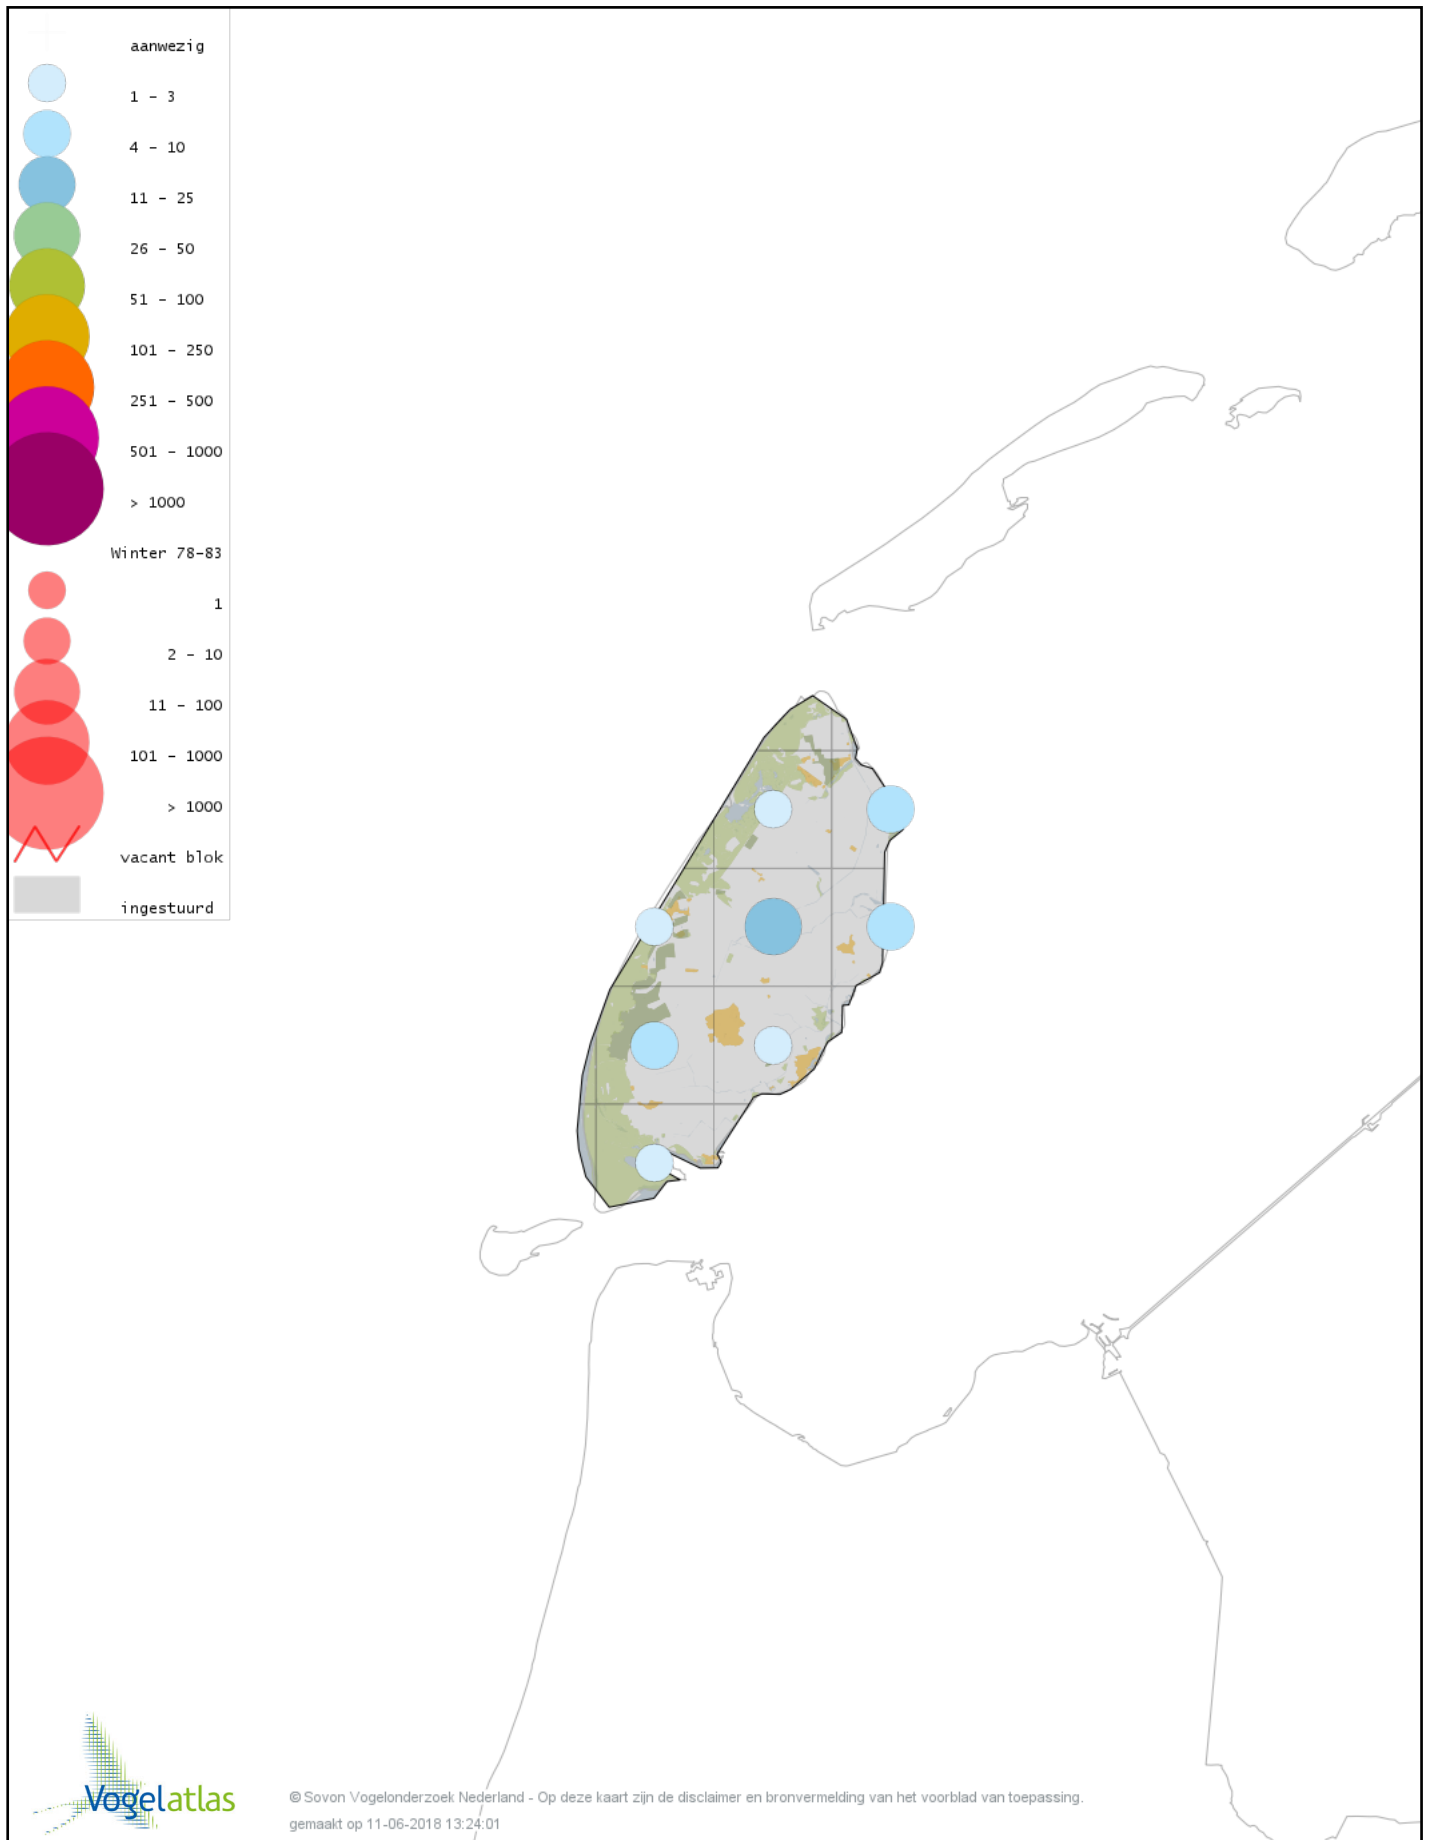 aanwezig
1 - 3
4 - 10
11 - 25
26 - 50
51 - 100
101 - 250
251 - 500
501 - 1000
> 1000
Winter 78-83
1
2 - 10
11 - 100
101 - 1000
> 1000
vacant blok
ingestuurd
Vogelatlas
© Sovon Vogelonderzoek Nederland - Op deze kaart zijn de disclaimer en bronvermelding van het voorblad van toepassing.
gemaakt op 11-06-2018 13:24:01